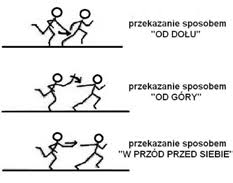 przekazanie sposobem
"OD DOŁU"
przekazanie sposobem
"OD GÓRY"
przekazanie sposobem
"W PRZÓD PRZED SIEBIE"